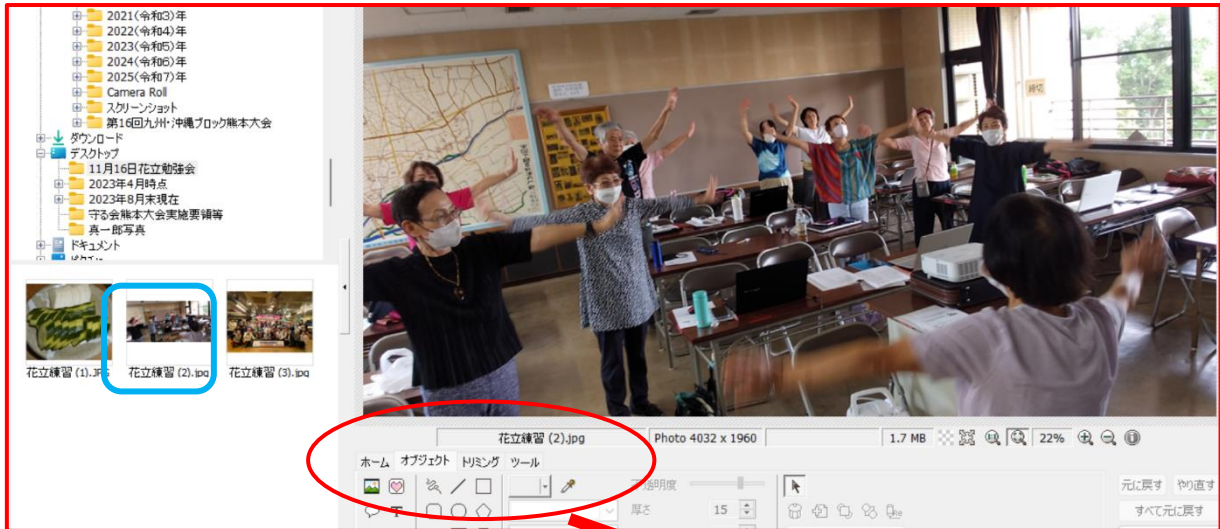 2021(令和3)年
2022(令和4)年
2023(令和5)年
2024(令和6)年
2025(令和7)年
Camera Roll
スクリーンショット
第16回九州・沖縄ブロック熊本大会
ダウンロード
デスクトップ
11月16日花立勉強会
2023年4月時点
2023年8月末現在
守る会熊本大会実施要領等
真一郎写真
ドキュメント
花立練習 (1).JPG
花立練習 (2).jpg
花立練習 (3).jpg
締切
花立練習 (2).jpg
Photo 4032 x 1960
1.7 MB
22%
ホーム オブジェクト トリミング ツール
不透明度
元に戻す やり直す
T
厚さ 15
Lite
すべて元に戻す